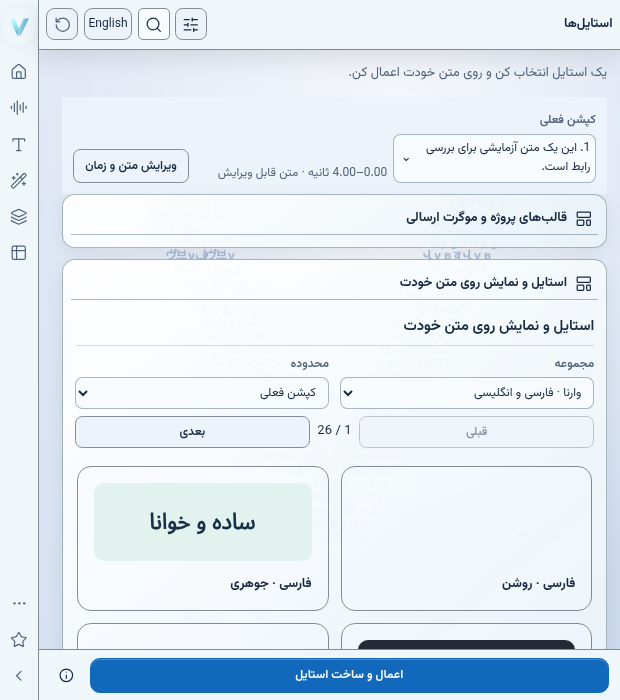 استایل‌ها
English
یک استایل انتخاب کن و روی متن خودت اعمال کن.
کپشن فعلی
1. این یک متن آزمایشی برای بررسی
رابط است.
0.00–4.00 ثانیه · متن قابل ویرایش
ویرایش متن و زمان
قالب‌های پروژه و موگرت ارسالی
استایل و نمایش روی متن خودت
استایل و نمایش روی متن خودت
مجموعه
محدوده
وارنا · فارسی و انگلیسی
کپشن فعلی
قبلی
1 / 26
بعدی
ساده و خوانا
فارسی · روشن
فارسی · جوهری
اعمال و ساخت استایل